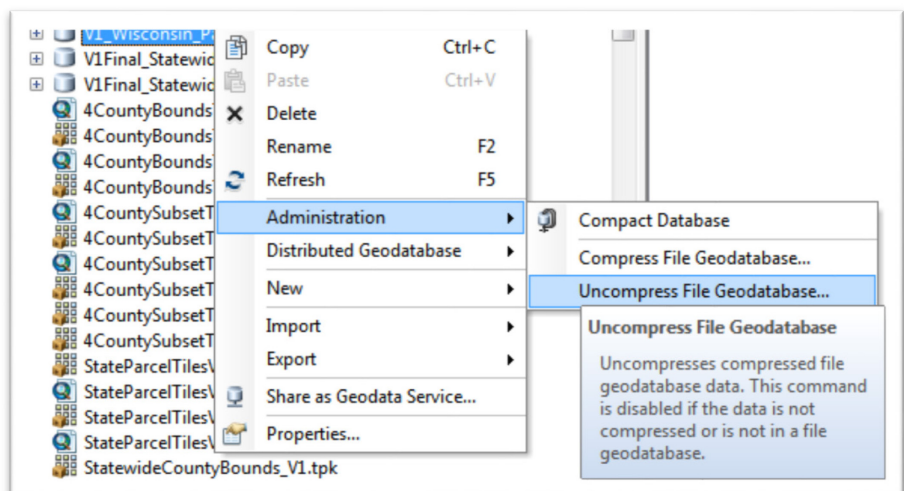 V1_Wisconsin_Pa
V1Final_Statewid
V1Final_Statewid
4CountyBounds
4CountyBounds
4CountyBounds
4CountyBounds
4CountySubsetT
4CountySubsetT
4CountySubsetT
4CountySubsetT
4CountySubsetT
4CountySubsetT
StateParcelTiles
StateParcelTiles
StateParcelTiles
StateParcelTiles
StatewideCountyBounds_V1.tpk
Copy Ctrl+C
Paste Ctrl+V
Delete
Rename F2
Refresh F5
Administration
Distributed Geodatabase
New
Import
Export
Share as Geodata Service...
Properties...
Compact Database
Compress File Geodatabase...
Uncompress File Geodatabase...
Uncompress File Geodatabase
Uncompresses compressed file
geodatabase data. This command
is disabled if the data is not
compressed or is not in a file
geodatabase.